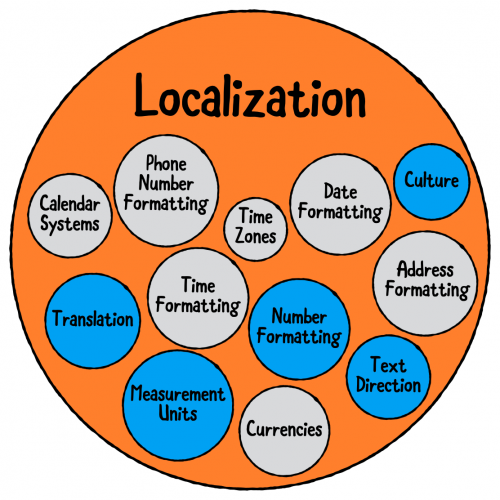 Localization
Phone
Number
Formatting
Culture
Calendar
Systems
Time
Zones
Date
Formatting
Address
Formatting
Time
Formatting
Translation
Number
Formatting
Text
Direction
Measurement
Units
Currencies